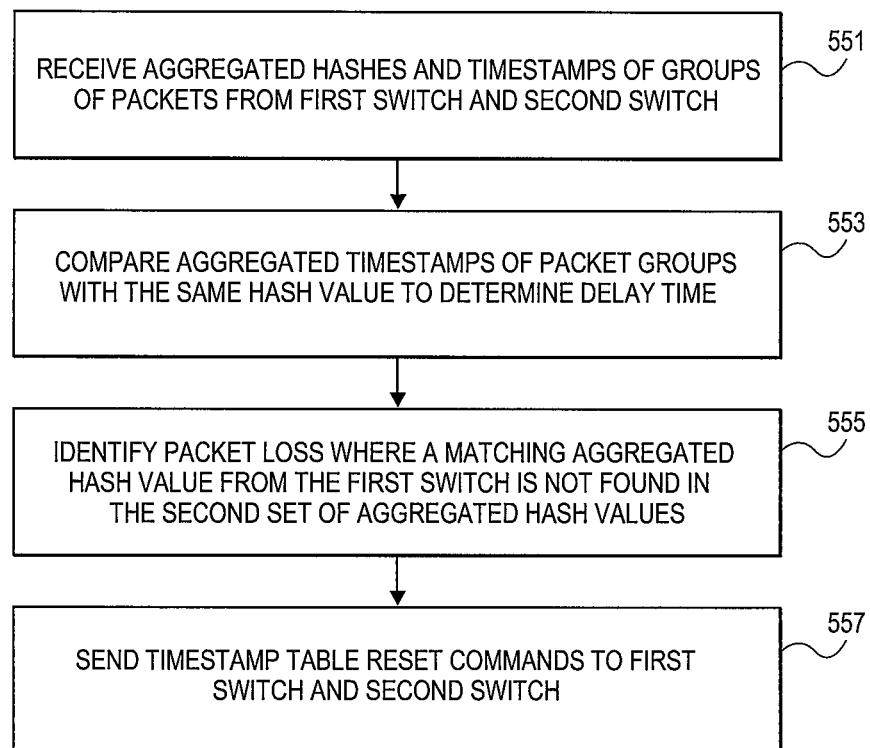 551
RECEIVE AGGREGATED HASHES AND TIMESTAMPS OF GROUPS
OF PACKETS FROM FIRST SWITCH AND SECOND SWITCH
553
COMPARE AGGREGATED TIMESTAMPS OF PACKET GROUPS
WITH THE SAME HASH VALUE TO DETERMINE DELAY TIME
555
IDENTIFY PACKET LOSS WHERE A MATCHING AGGREGATED
HASH VALUE FROM THE FIRST SWITCH IS NOT FOUND IN
THE SECOND SET OF AGGREGATED HASH VALUES
557
SEND TIMESTAMP TABLE RESET COMMANDS TO FIRST
SWITCH AND SECOND SWITCH